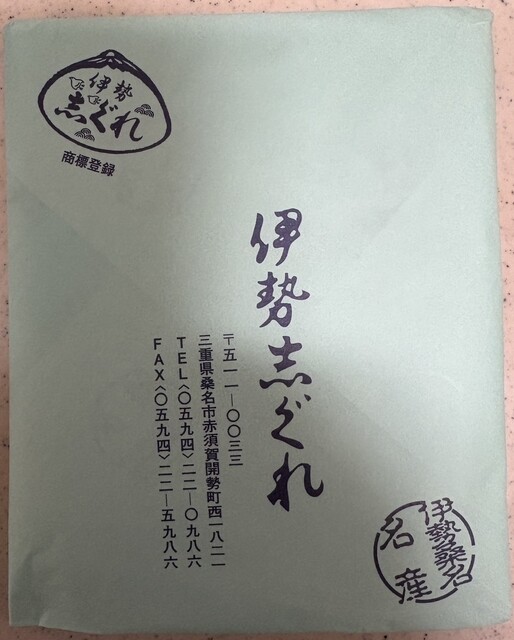 伊勢
志ぐれ
商標登録
伊勢志ぐれ
〒五一一―〇〇三三
三重県桑名市赤須賀開勢町西一八二一
TEL〈〇五九四〉二二―〇九八六
FAX〈〇五九四〉二二―五九八六
伊勢桑名
名産